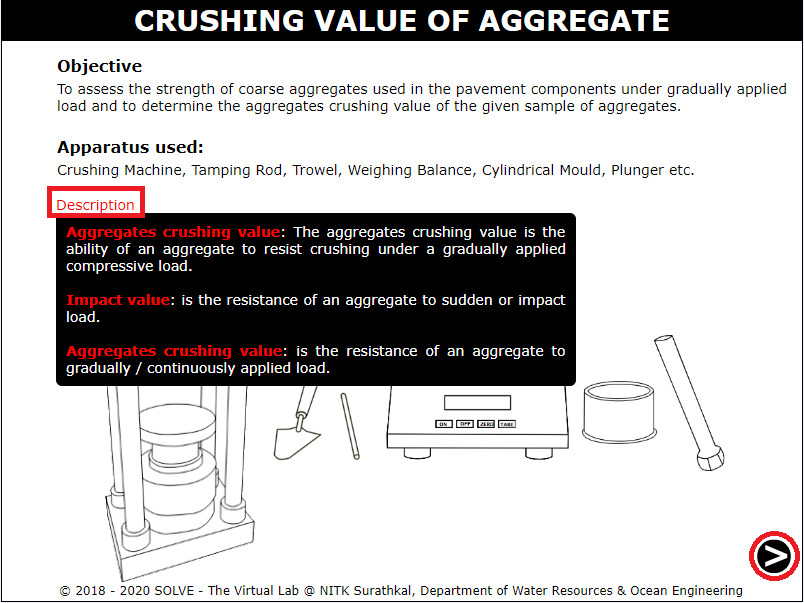 CRUSHING VALUE OF AGGREGATE
Objective
To assess the strength of coarse aggregates used in the pavement components under gradually applied
load and to determine the aggregates crushing value of the given sample of aggregates.
Apparatus used:
Crushing Machine, Tamping Rod, Trowel, Weighing Balance, Cylindrical Mould, Plunger etc.
Description
Aggregates crushing value: The aggregates crushing value is the
ability of an aggregate to resist crushing under a gradually applied
compressive load.
Impact value: is the resistance of an aggregate to sudden or impact
load.
Aggregates crushing value: is the resistance of an aggregate to
gradually / continuously applied load.
ON OFF ZERO TARE
>
© 2018 - 2020 SOLVE - The Virtual Lab @ NITK Surathkal, Department of Water Resources & Ocean Engineering